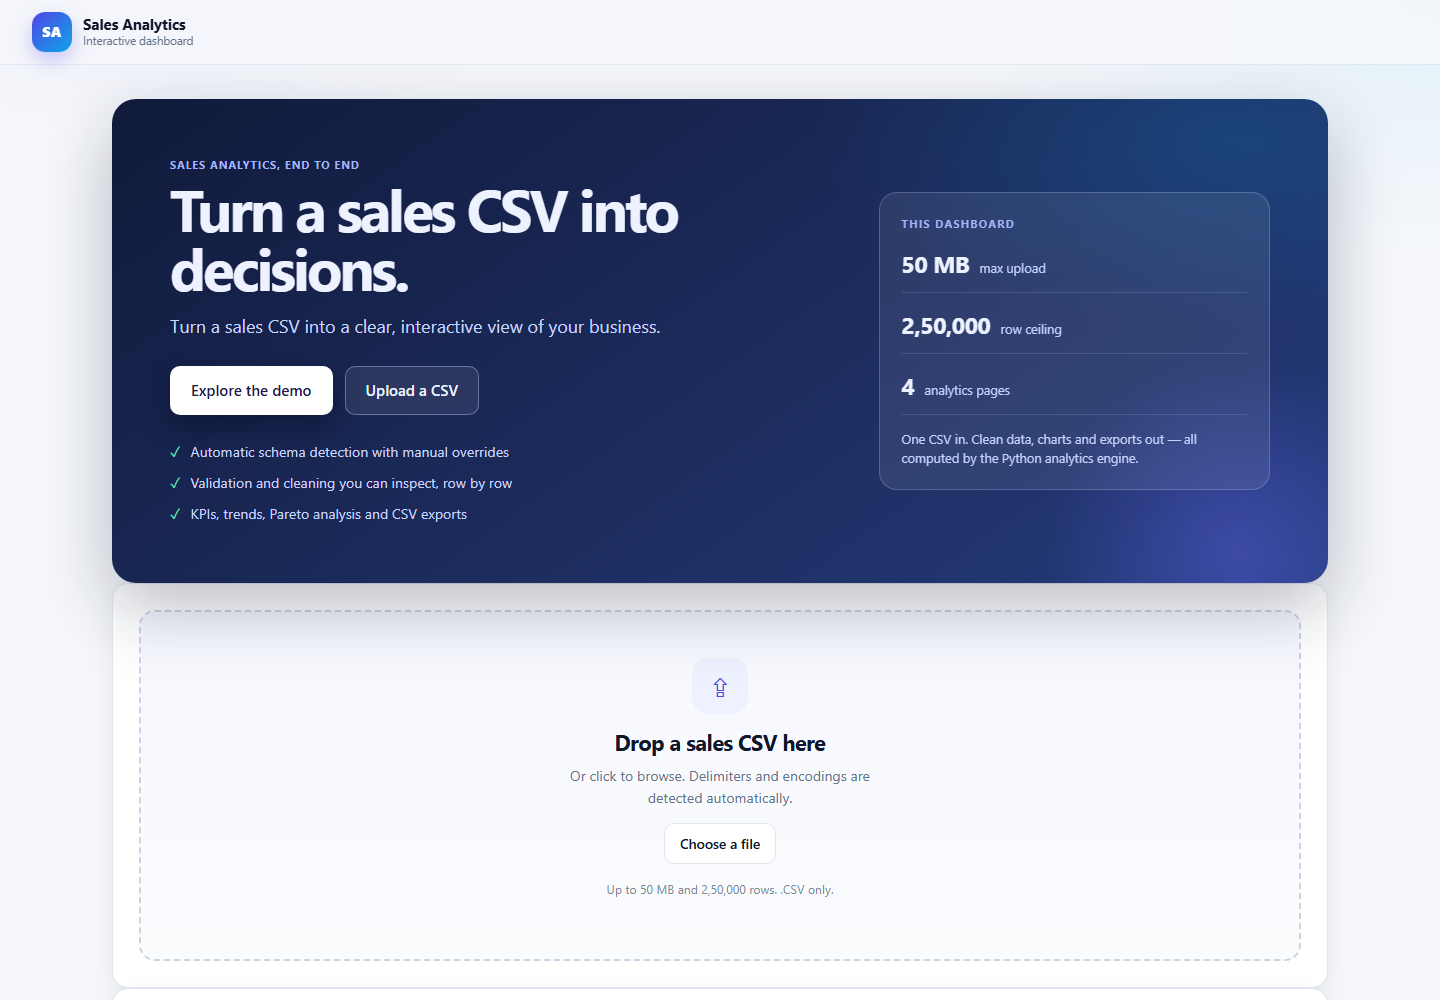 SA
Sales Analytics
Interactive dashboard
SALES ANALYTICS, END TO END
Turn a sales CSV into
decisions.
Turn a sales CSV into a clear, interactive view of your business.
Explore the demo
Upload a CSV
✓ Automatic schema detection with manual overrides
✓ Validation and cleaning you can inspect, row by row
✓ KPIs, trends, Pareto analysis and CSV exports
THIS DASHBOARD
50 MB max upload
2,50,000 row ceiling
4 analytics pages
One CSV in. Clean data, charts and exports out — all
computed by the Python analytics engine.
Drop a sales CSV here
Or click to browse. Delimiters and encodings are
detected automatically.
Choose a file
Up to 50 MB and 2,50,000 rows. .CSV only.